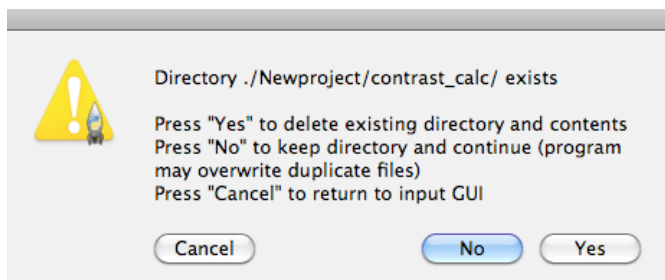 Directory ./Newproject/contrast_calc/ exists
Press "Yes" to delete existing directory and contents
Press "No" to keep directory and continue (program
may overwrite duplicate files)
Press "Cancel" to return to input GUI
Cancel No Yes